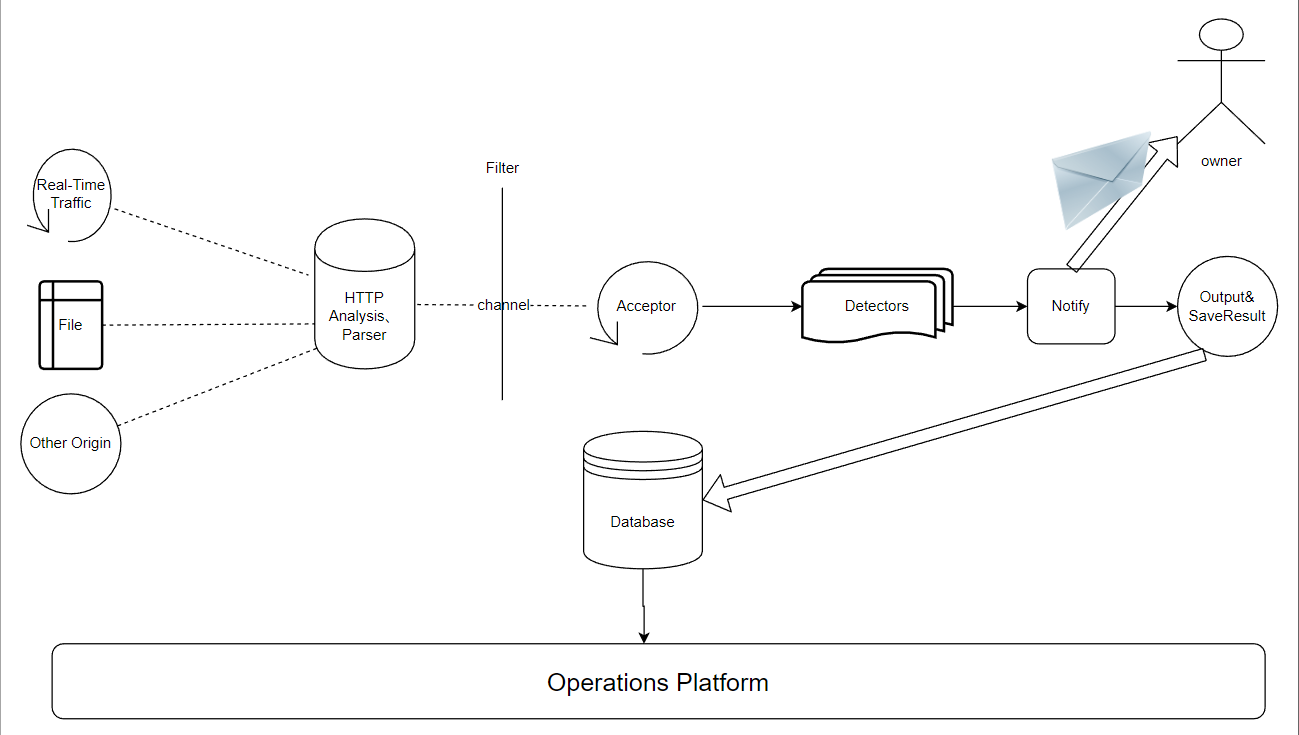 owner
Filter
Real-Time
Traffic
HTTP
Analysis、
Parser
channel
Acceptor
Detectors
Notify
Output&
SaveResult
File
Other Origin
Database
Operations Platform